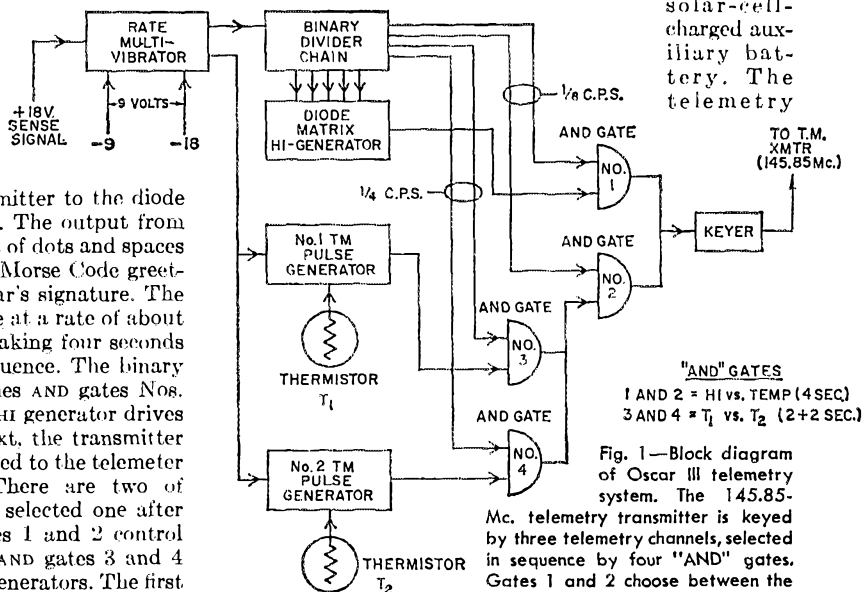 solar-cell-
charged aux-
iliary bat-
tery. The
telemetry
RATE
MULTI-
VIBRATOR
BINARY
DIVIDER
CHAIN
+18V.
SENSE
SIGNAL
9 VOLTS
-9
-18
DIODE
MATRIX
HI-GENERATOR
1/8 C.P.S.
1/4 C.P.S.
AND GATE
NO.
1
TO T.M.
XMTR
(145.85Mc.)
KEYER
AND GATE
NO.
2
No.1 TM
PULSE
GENERATOR
THERMISTOR
T1
AND GATE
NO.
3
AND GATE
NO.
4
No.2 TM
PULSE
GENERATOR
THERMISTOR
T2
"AND" GATES
1 AND 2 = HI vs. TEMP (4 SEC.)
3 AND 4 = T1 vs. T2 (2+2 SEC.)
Fig. 1—Block diagram
of Oscar III telemetry
system. The 145.85-
Mc. telemetry transmitter is keyed
by three telemetry channels, selected
in sequence by four "AND" gates.
Gates 1 and 2 choose between the
mitter to the diode
. The output from
of dots and spaces
Morse Code greet-
ar's signature. The
e at a rate of about
aking four seconds
uence. The binary
nes AND gates Nos.
HI generator drives
xt, the transmitter
ed to the telemeter
There are two of
selected one after
es 1 and 2 control
AND gates 3 and 4
enerators. The first